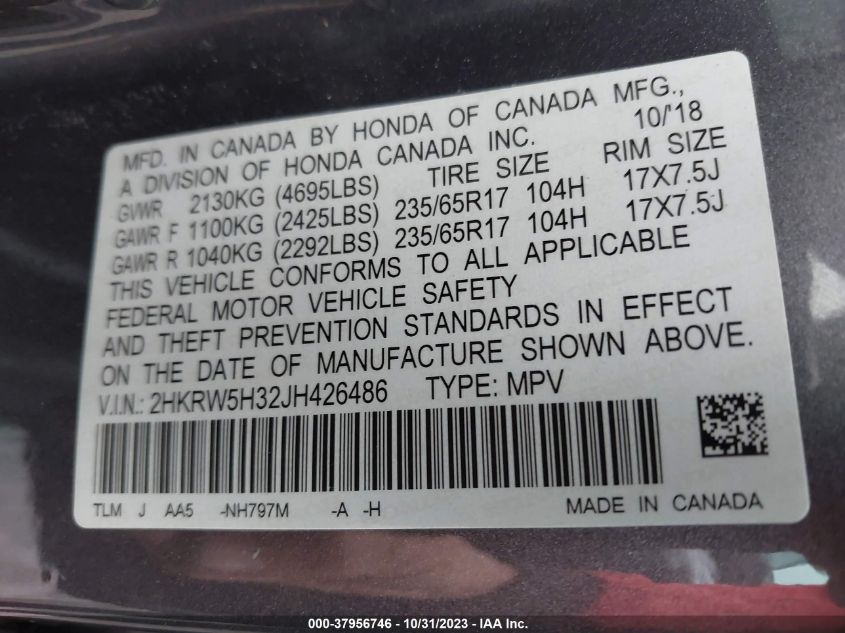 MFD. IN CANADA BY HONDA OF CANADA MFG.,
A DIVISION OF HONDA CANADA INC. 10/'18
GVWR 2130KG (4695LBS) TIRE SIZE RIM SIZE
GAWR F 1100KG (2425LBS) 235/65R17 104H 17X7.5J
GAWR R 1040KG (2292LBS) 235/65R17 104H 17X7.5J
THIS VEHICLE CONFORMS TO ALL APPLICABLE
FEDERAL MOTOR VEHICLE SAFETY
AND THEFT PREVENTION STANDARDS IN EFFECT
ON THE DATE OF MANUFACTURE SHOWN ABOVE.
V.I.N.: 2HKRW5H32JH426486 TYPE: MPV
TLM J AA5 -NH797M -A -H MADE IN CANADA
000-37956746 - 10/31/2023 - IAA Inc.